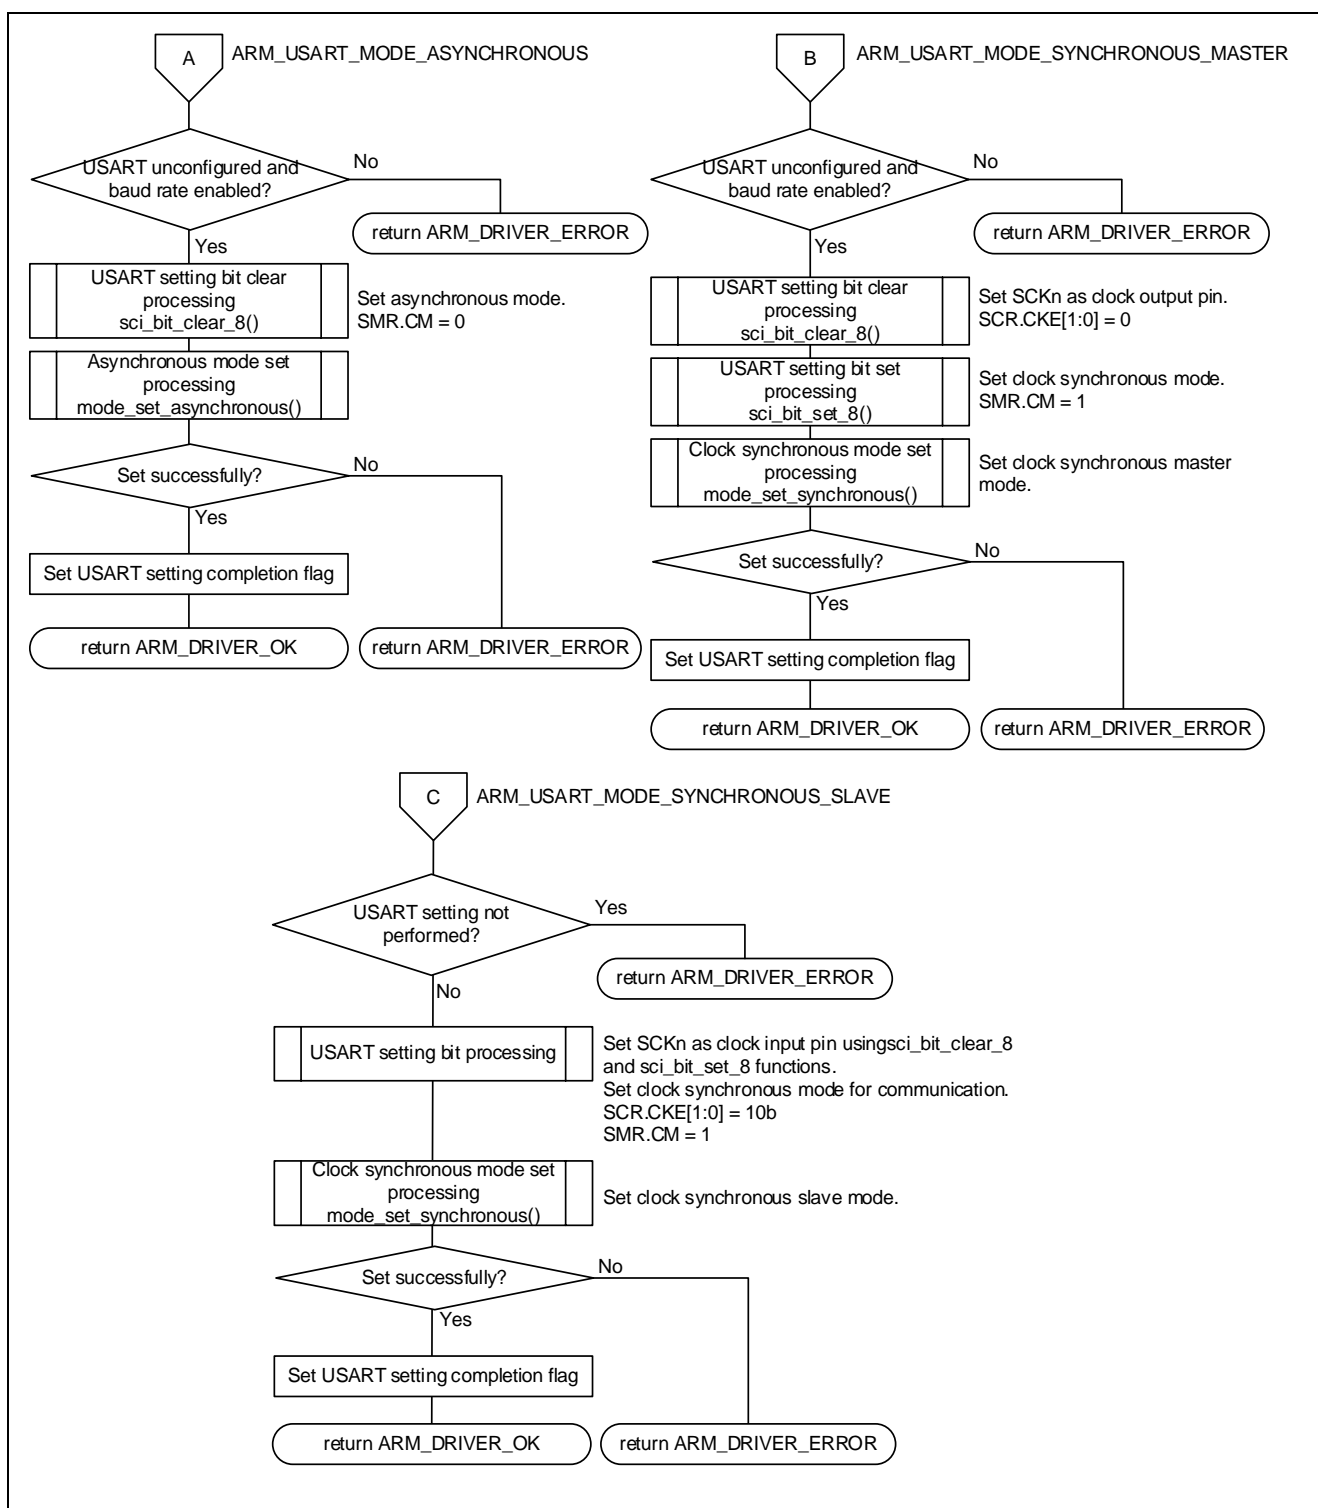 A
ARM_USART_MODE_ASYNCHRONOUS
USART unconfigured and
baud rate enabled?
No
return ARM_DRIVER_ERROR
Yes
USART setting bit clear
processing
sci_bit_clear_8()
Set asynchronous mode.
SMR.CM = 0
Asynchronous mode set
processing
mode_set_asynchronous()
Set successfully?
No
Yes
Set USART setting completion flag
return ARM_DRIVER_OK
return ARM_DRIVER_ERROR
B
ARM_USART_MODE_SYNCHRONOUS_MASTER
USART unconfigured and
baud rate enabled?
No
return ARM_DRIVER_ERROR
Yes
USART setting bit clear
processing
sci_bit_clear_8()
Set SCKn as clock output pin.
SCR.CKE[1:0] = 0
USART setting bit set
processing
sci_bit_set_8()
Set clock synchronous mode.
SMR.CM = 1
Clock synchronous mode set
processing
mode_set_synchronous()
Set clock synchronous master
mode.
Set successfully?
No
Yes
Set USART setting completion flag
return ARM_DRIVER_OK
return ARM_DRIVER_ERROR
C
ARM_USART_MODE_SYNCHRONOUS_SLAVE
USART setting not
performed?
Yes
return ARM_DRIVER_ERROR
No
USART setting bit processing
Set SCKn as clock input pin usingsci_bit_clear_8
and sci_bit_set_8 functions.
Set clock synchronous mode for communication.
SCR.CKE[1:0] = 10b
SMR.CM = 1
Clock synchronous mode set
processing
mode_set_synchronous()
Set clock synchronous slave mode.
Set successfully?
No
Yes
Set USART setting completion flag
return ARM_DRIVER_OK
return ARM_DRIVER_ERROR